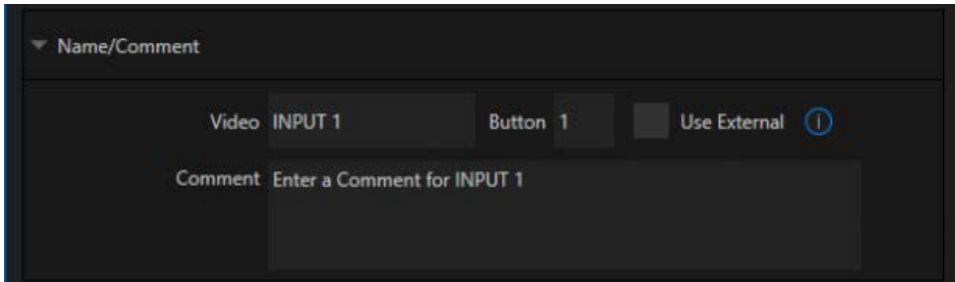 Name/Comment
Video INPUT 1 Button 1 Use External
Comment Enter a Comment for INPUT 1